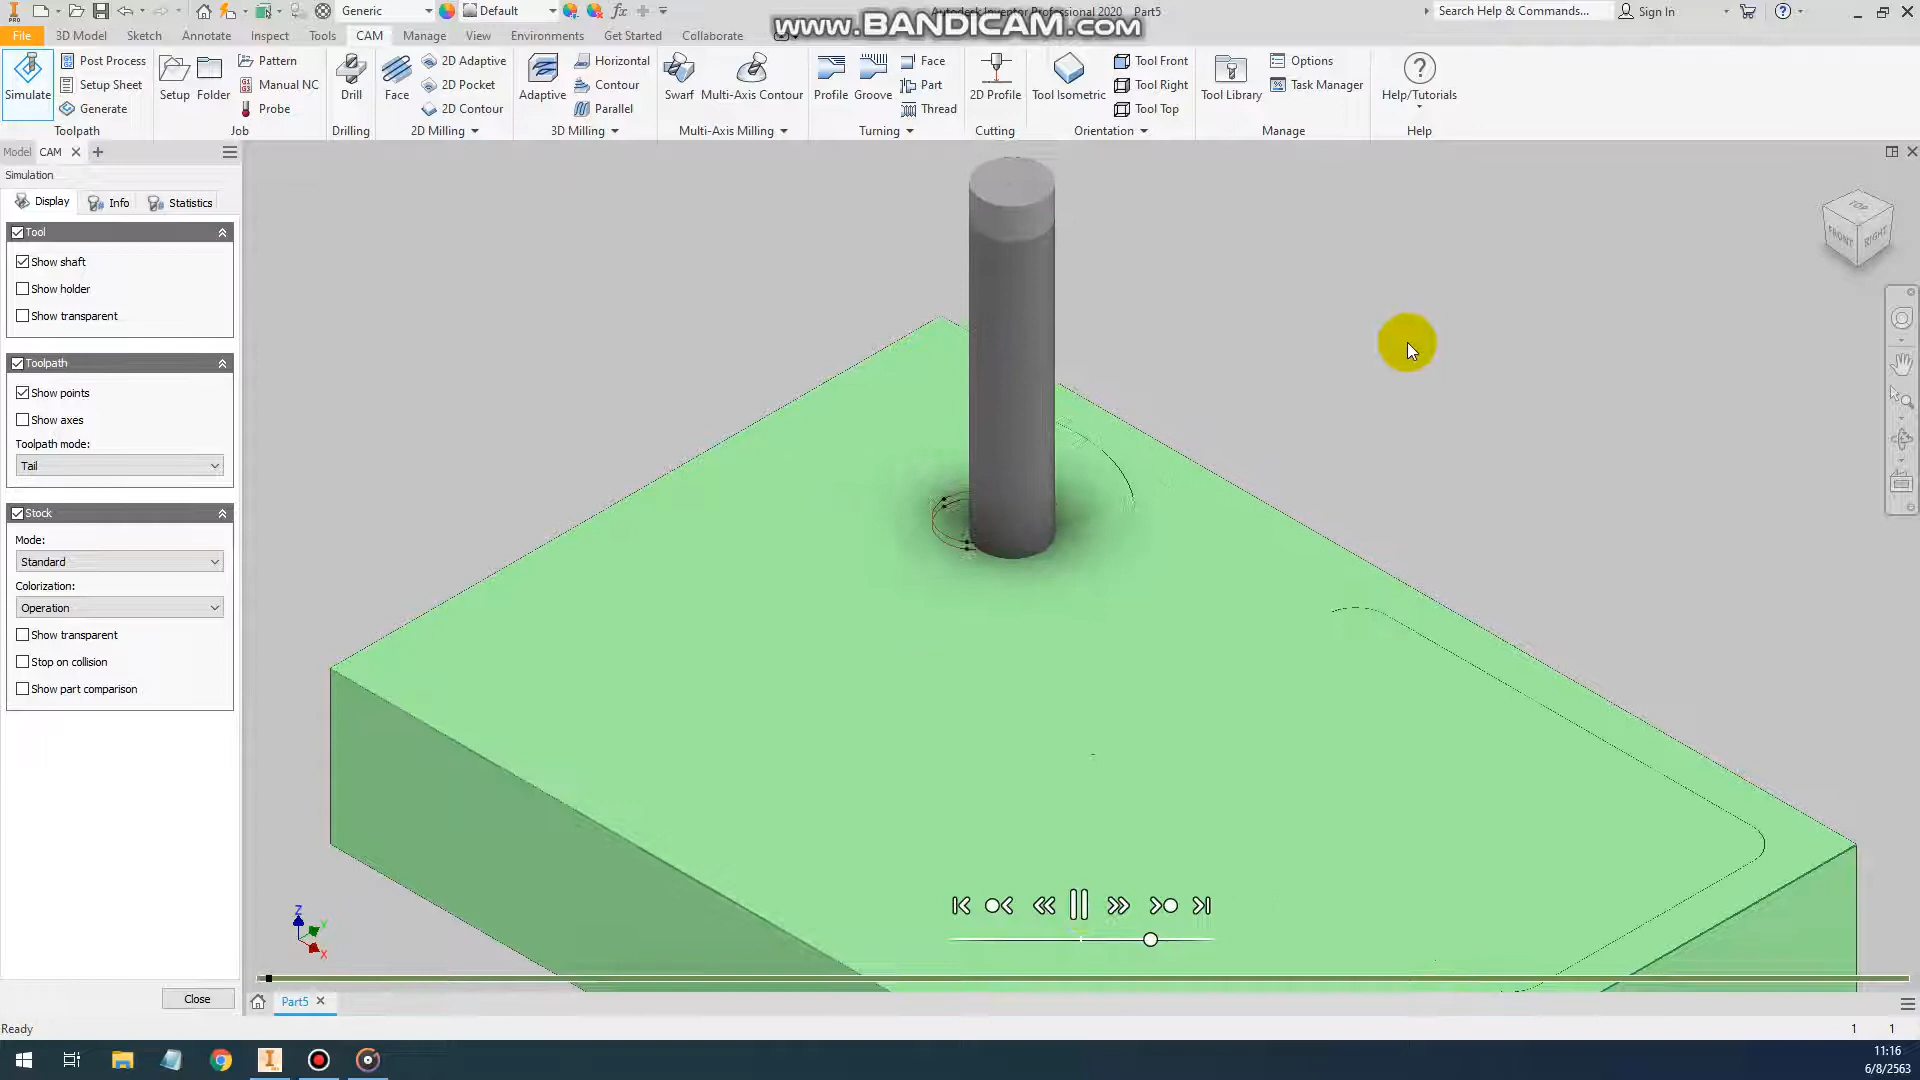 Generic
Default
Autodesk Inventor Professional 2020 Part5
www.BANDICAM.com
Search Help & Commands...
Sign In
File
3D Model
Sketch
Annotate
Inspect
Tools
CAM
Manage
View
Environments
Get Started
Collaborate
Simulate
Post Process
Setup Sheet
Generate
Toolpath
Setup
Folder
Pattern
Manual NC
Probe
Job
Drill
Drilling
Face
2D Adaptive
2D Pocket
2D Contour
2D Milling
Adaptive
Horizontal
Contour
Parallel
3D Milling
Swarf
Multi-Axis Contour
Multi-Axis Milling
Profile
Groove
Face
Part
Thread
Turning
2D Profile
Cutting
Tool Isometric
Tool Front
Tool Right
Tool Top
Orientation
Tool Library
Options
Task Manager
Manage
Help/Tutorials
Help
Model
CAM
Simulation
Display
Info
Statistics
Tool
Show shaft
Show holder
Show transparent
Toolpath
Show points
Show axes
Toolpath mode:
Tail
Stock
Mode:
Standard
Colorization:
Operation
Show transparent
Stop on collision
Show part comparison
Close
TOP
FRONT
RIGHT
Z
Y
X
Part5
Ready
1 1
11:16
6/8/2563